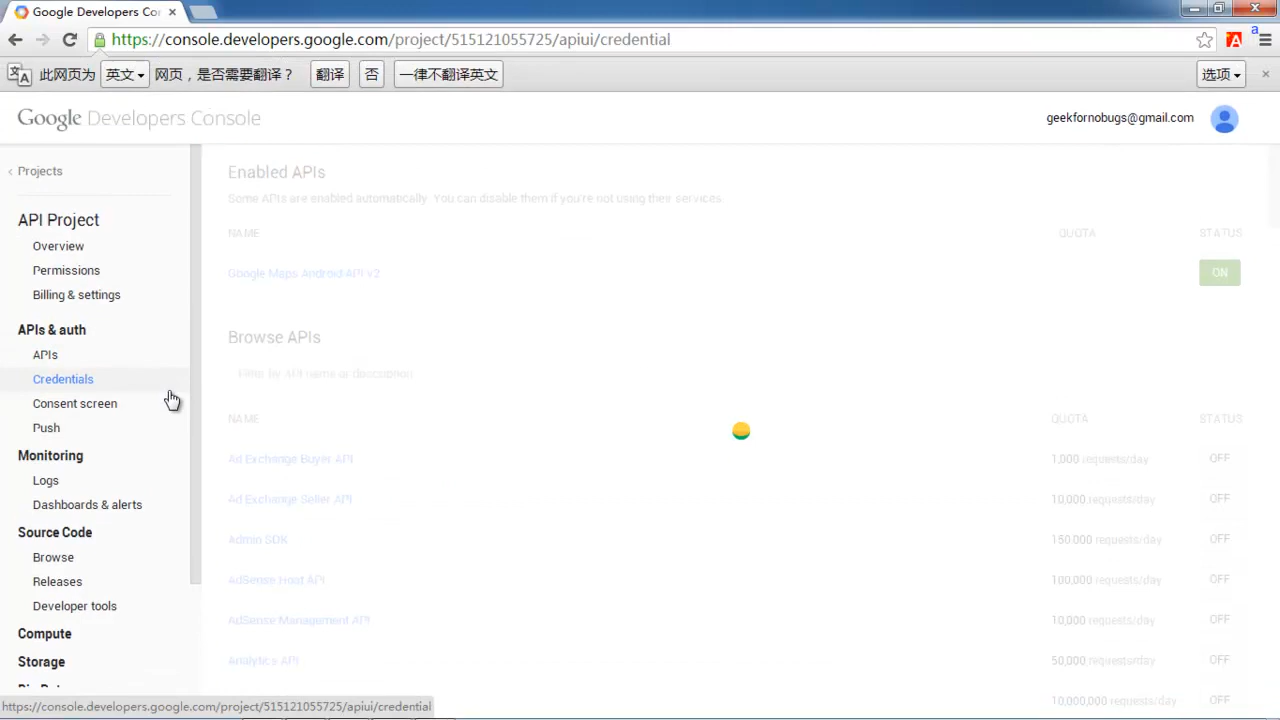 Google Developers Co
https://console.developers.google.com/project/515121055725/apiui/credential
此网页为 英文 网页，是否需要翻译？ 翻译 否 一律不翻译英文 选项
Google Developers Console
geekfornobugs@gmail.com
Projects
API Project
Overview
Permissions
Billing & settings
APIs & auth
APIs
Credentials
Consent screen
Push
Monitoring
Logs
Dashboards & alerts
Source Code
Browse
Releases
Developer tools
Compute
Storage
Enabled APIs
Some APIs are enabled automatically. You can disable them if you're not using their services.
NAME QUOTA STATUS
Google Maps Android API v2 ON
Browse APIs
Filter by API name or description
NAME QUOTA STATUS
Ad Exchange Buyer API 1,000 requests/day OFF
Ad Exchange Seller API 10,000 requests/day OFF
Admin SDK 150,000 requests/day OFF
AdSense Host API 100,000 requests/day OFF
AdSense Management API 10,000 requests/day OFF
Analytics API 50,000 requests/day OFF
10,000,000 requests/day OFF
https://console.developers.google.com/project/515121055725/apiui/credential